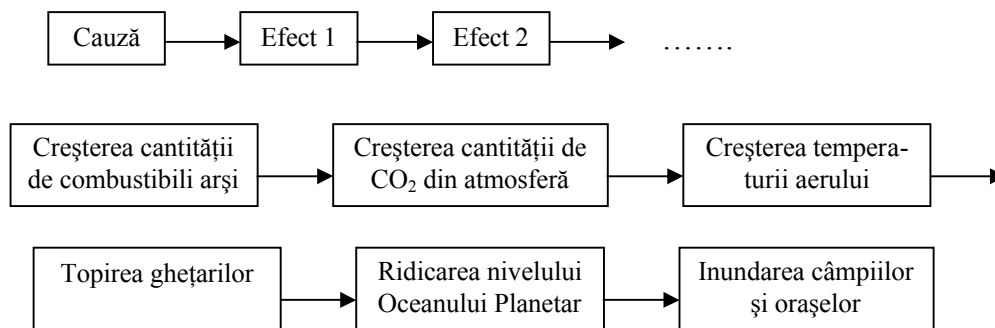 Cauză
Efect 1
Efect 2
…….
Creşterea cantităţii
de combustibili arşi
Creşterea cantităţii de
CO₂ din atmosferă
Creşterea tempera-
turii aerului
Topirea gheţarilor
Ridicarea nivelului
Oceanului Planetar
Inundarea câmpiilor
şi oraşelor